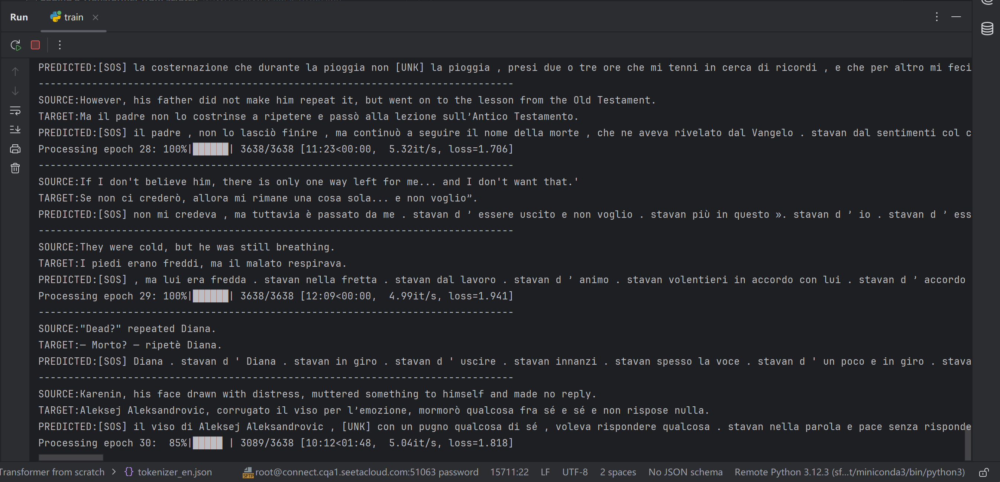 Run train
PREDICTED:[SOS] la costernazione che durante la pioggia non [UNK] la pioggia , presi due o tre ore che mi tenni in cerca di ricordi , e che per altro mi feci
--------------------------------------------------------------------------------
SOURCE:However, his father did not make him repeat it, but went on to the lesson from the Old Testament.
TARGET:Ma il padre non lo costrinse a ripetere e passò alla lezione sull’Antico Testamento.
PREDICTED:[SOS] il padre , non lo lasciò finire , ma continuò a seguire il nome della morte , che ne aveva rivelato dal Vangelo . stavan dal sentimenti col c
Processing epoch 28: 100%|██████| 3638/3638 [11:23<00:00,  5.32it/s, loss=1.706]
--------------------------------------------------------------------------------
SOURCE:If I don't believe him, there is only one way left for me... and I don't want that.'
TARGET:Se non ci crederò, allora mi rimane una cosa sola... e non voglio”.
PREDICTED:[SOS] non mi credeva , ma tuttavia è passato da me . stavan d ’ essere uscito e non voglio . stavan più in questo ». stavan d ’ io . stavan d ’ ess
--------------------------------------------------------------------------------
SOURCE:They were cold, but he was still breathing.
TARGET:I piedi erano freddi, ma il malato respirava.
PREDICTED:[SOS] , ma lui era fredda . stavan nella fretta . stavan dal lavoro . stavan d ’ animo . stavan volentieri in accordo con lui . stavan d ’ accordo
Processing epoch 29: 100%|██████| 3638/3638 [12:09<00:00,  4.99it/s, loss=1.941]
--------------------------------------------------------------------------------
SOURCE:"Dead?" repeated Diana.
TARGET:— Morto? — ripetè Diana.
PREDICTED:[SOS] Diana . stavan d ' Diana . stavan in giro . stavan d ' uscire . stavan innanzi . stavan spesso la voce . stavan d ' un poco e in giro . stava
--------------------------------------------------------------------------------
SOURCE:Karenin, his face drawn with distress, muttered something to himself and made no reply.
TARGET:Aleksej Aleksandrovic, corrugato il viso per l’emozione, mormorò qualcosa fra sé e sé e non rispose nulla.
PREDICTED:[SOS] il viso di Aleksej Aleksandrovic , [UNK] con un pugno qualcosa di sé , voleva rispondere qualcosa . stavan nella parola e pace senza risponde
Processing epoch 30:  85%|█████ | 3089/3638 [10:12<01:48,  5.04it/s, loss=1.818]
Transformer from scratch > {} tokenizer_en.json SFTP root@connect.cqa1.seetacloud.com:51063 password 15711:22 LF UTF-8 2 spaces No JSON schema Remote Python 3.12.3 (sf...t/miniconda3/bin/python3)